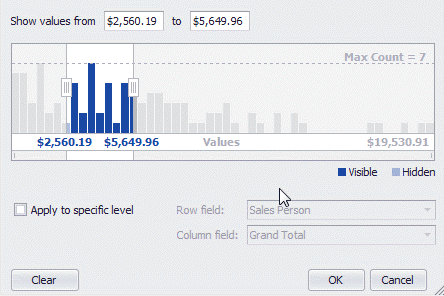 Show values from $2,560.19 to $5,649.96
Max Count = 7
$2,560.19 $5,649.96 Values $19,530.91
Visible Hidden
Apply to specific level Row field: Sales Person
Column field: Grand Total
Clear OK Cancel